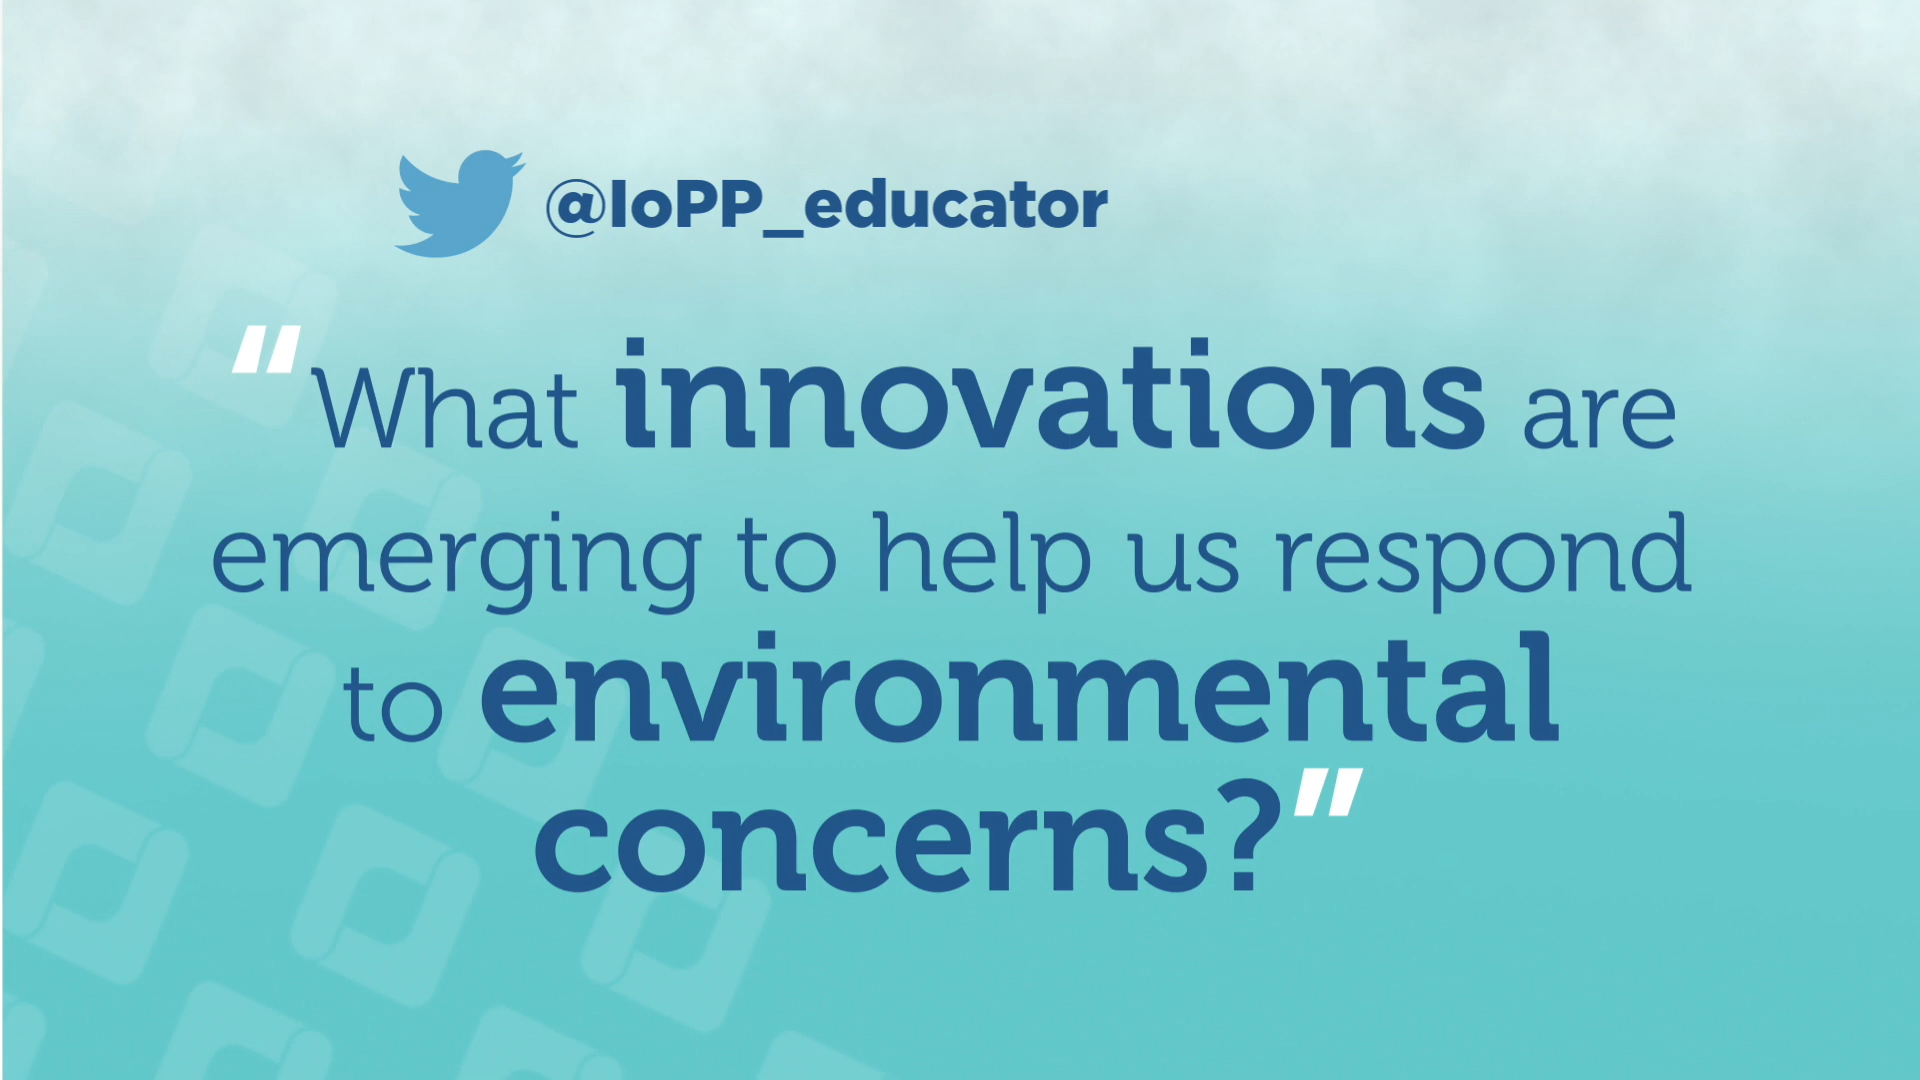 @IoPP_educator
"What innovations are
emerging to help us respond
to environmental
concerns?"